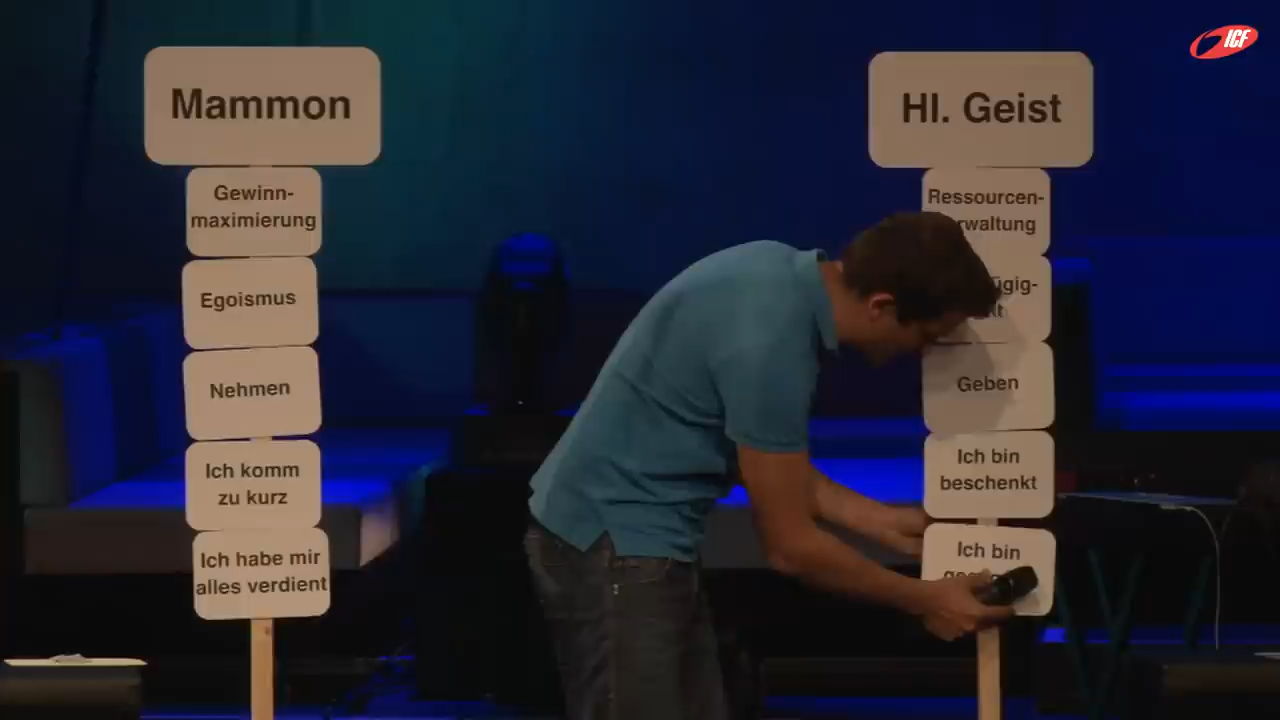 ICF
Mammon
Gewinn-
maximierung
Egoismus
Nehmen
Ich komm
zu kurz
Ich habe mir
alles verdient
Hl. Geist
Ressourcen-
Geben
Ich bin
beschenkt
Ich bin